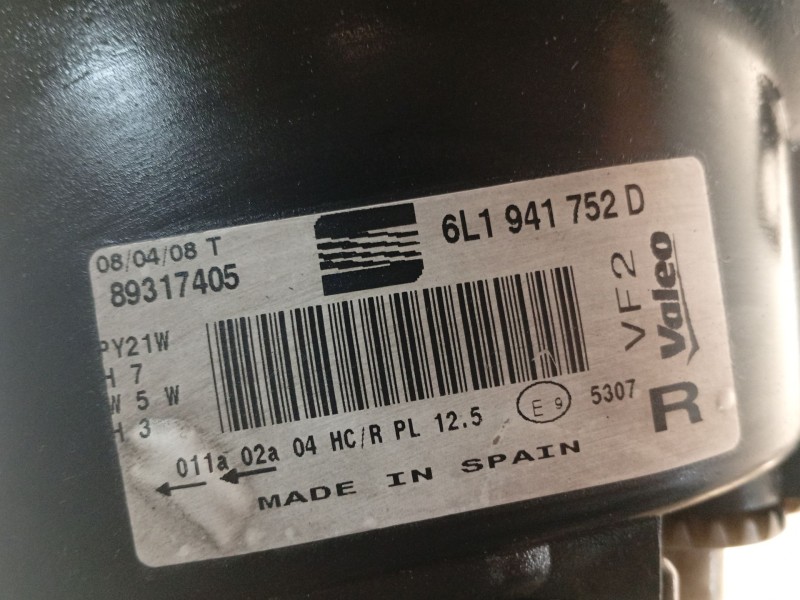 08/04/08 T
89317405
6L1 941 752 D
PY21W
H 7
W 5 W
H 3
VF2
Valeo
R
011a 02a 04 HC/R PL 12.5
E 9
5307
MADE IN SPAIN